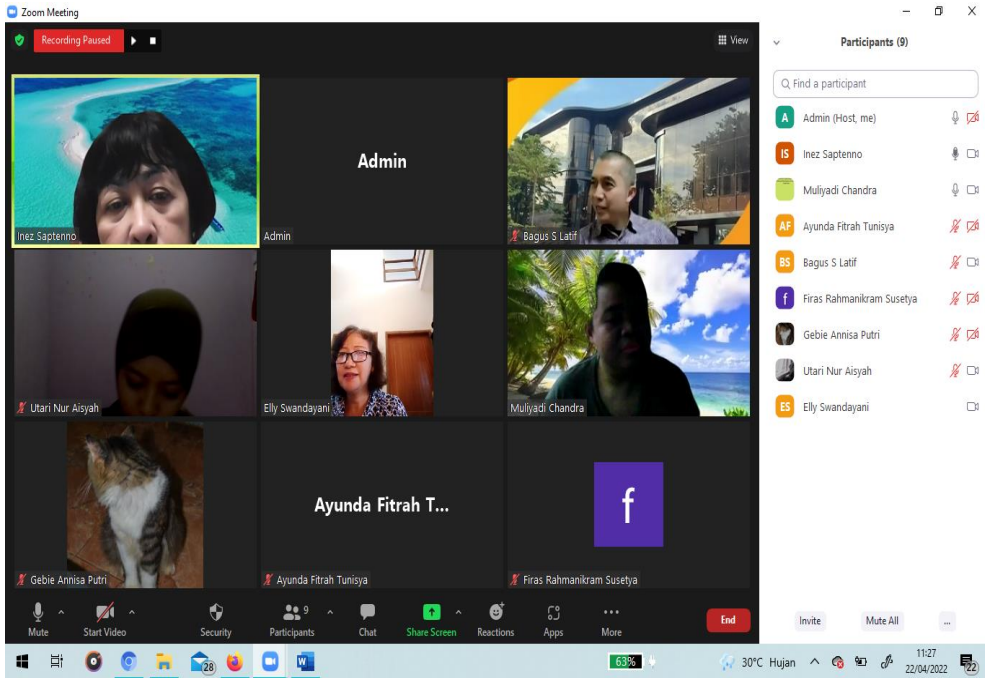 Zoom Meeting
Recording Paused
View
Participants (9)
Find a participant
A Admin (Host, me)
IS Inez Saptenno
Muliyadi Chandra
AF Ayunda Fitrah Tunisya
BS Bagus S Latif
f Firas Rahmanikram Susetya
Gebie Annisa Putri
Utari Nur Aisyah
ES Elly Swandayani
Admin
Inez Saptenno
Admin
Bagus S Latif
Utari Nur Aisyah
Elly Swandayani
Muliyadi Chandra
Ayunda Fitrah T...
f
Gebie Annisa Putri
Ayunda Fitrah Tunisya
Firas Rahmanikram Susetya
9
Mute
Start Video
Security
Participants
Chat
Share Screen
Reactions
Apps
More
End
Invite
Mute All
...
28
W
63%
30°C Hujan
11:27
22/04/2022
22